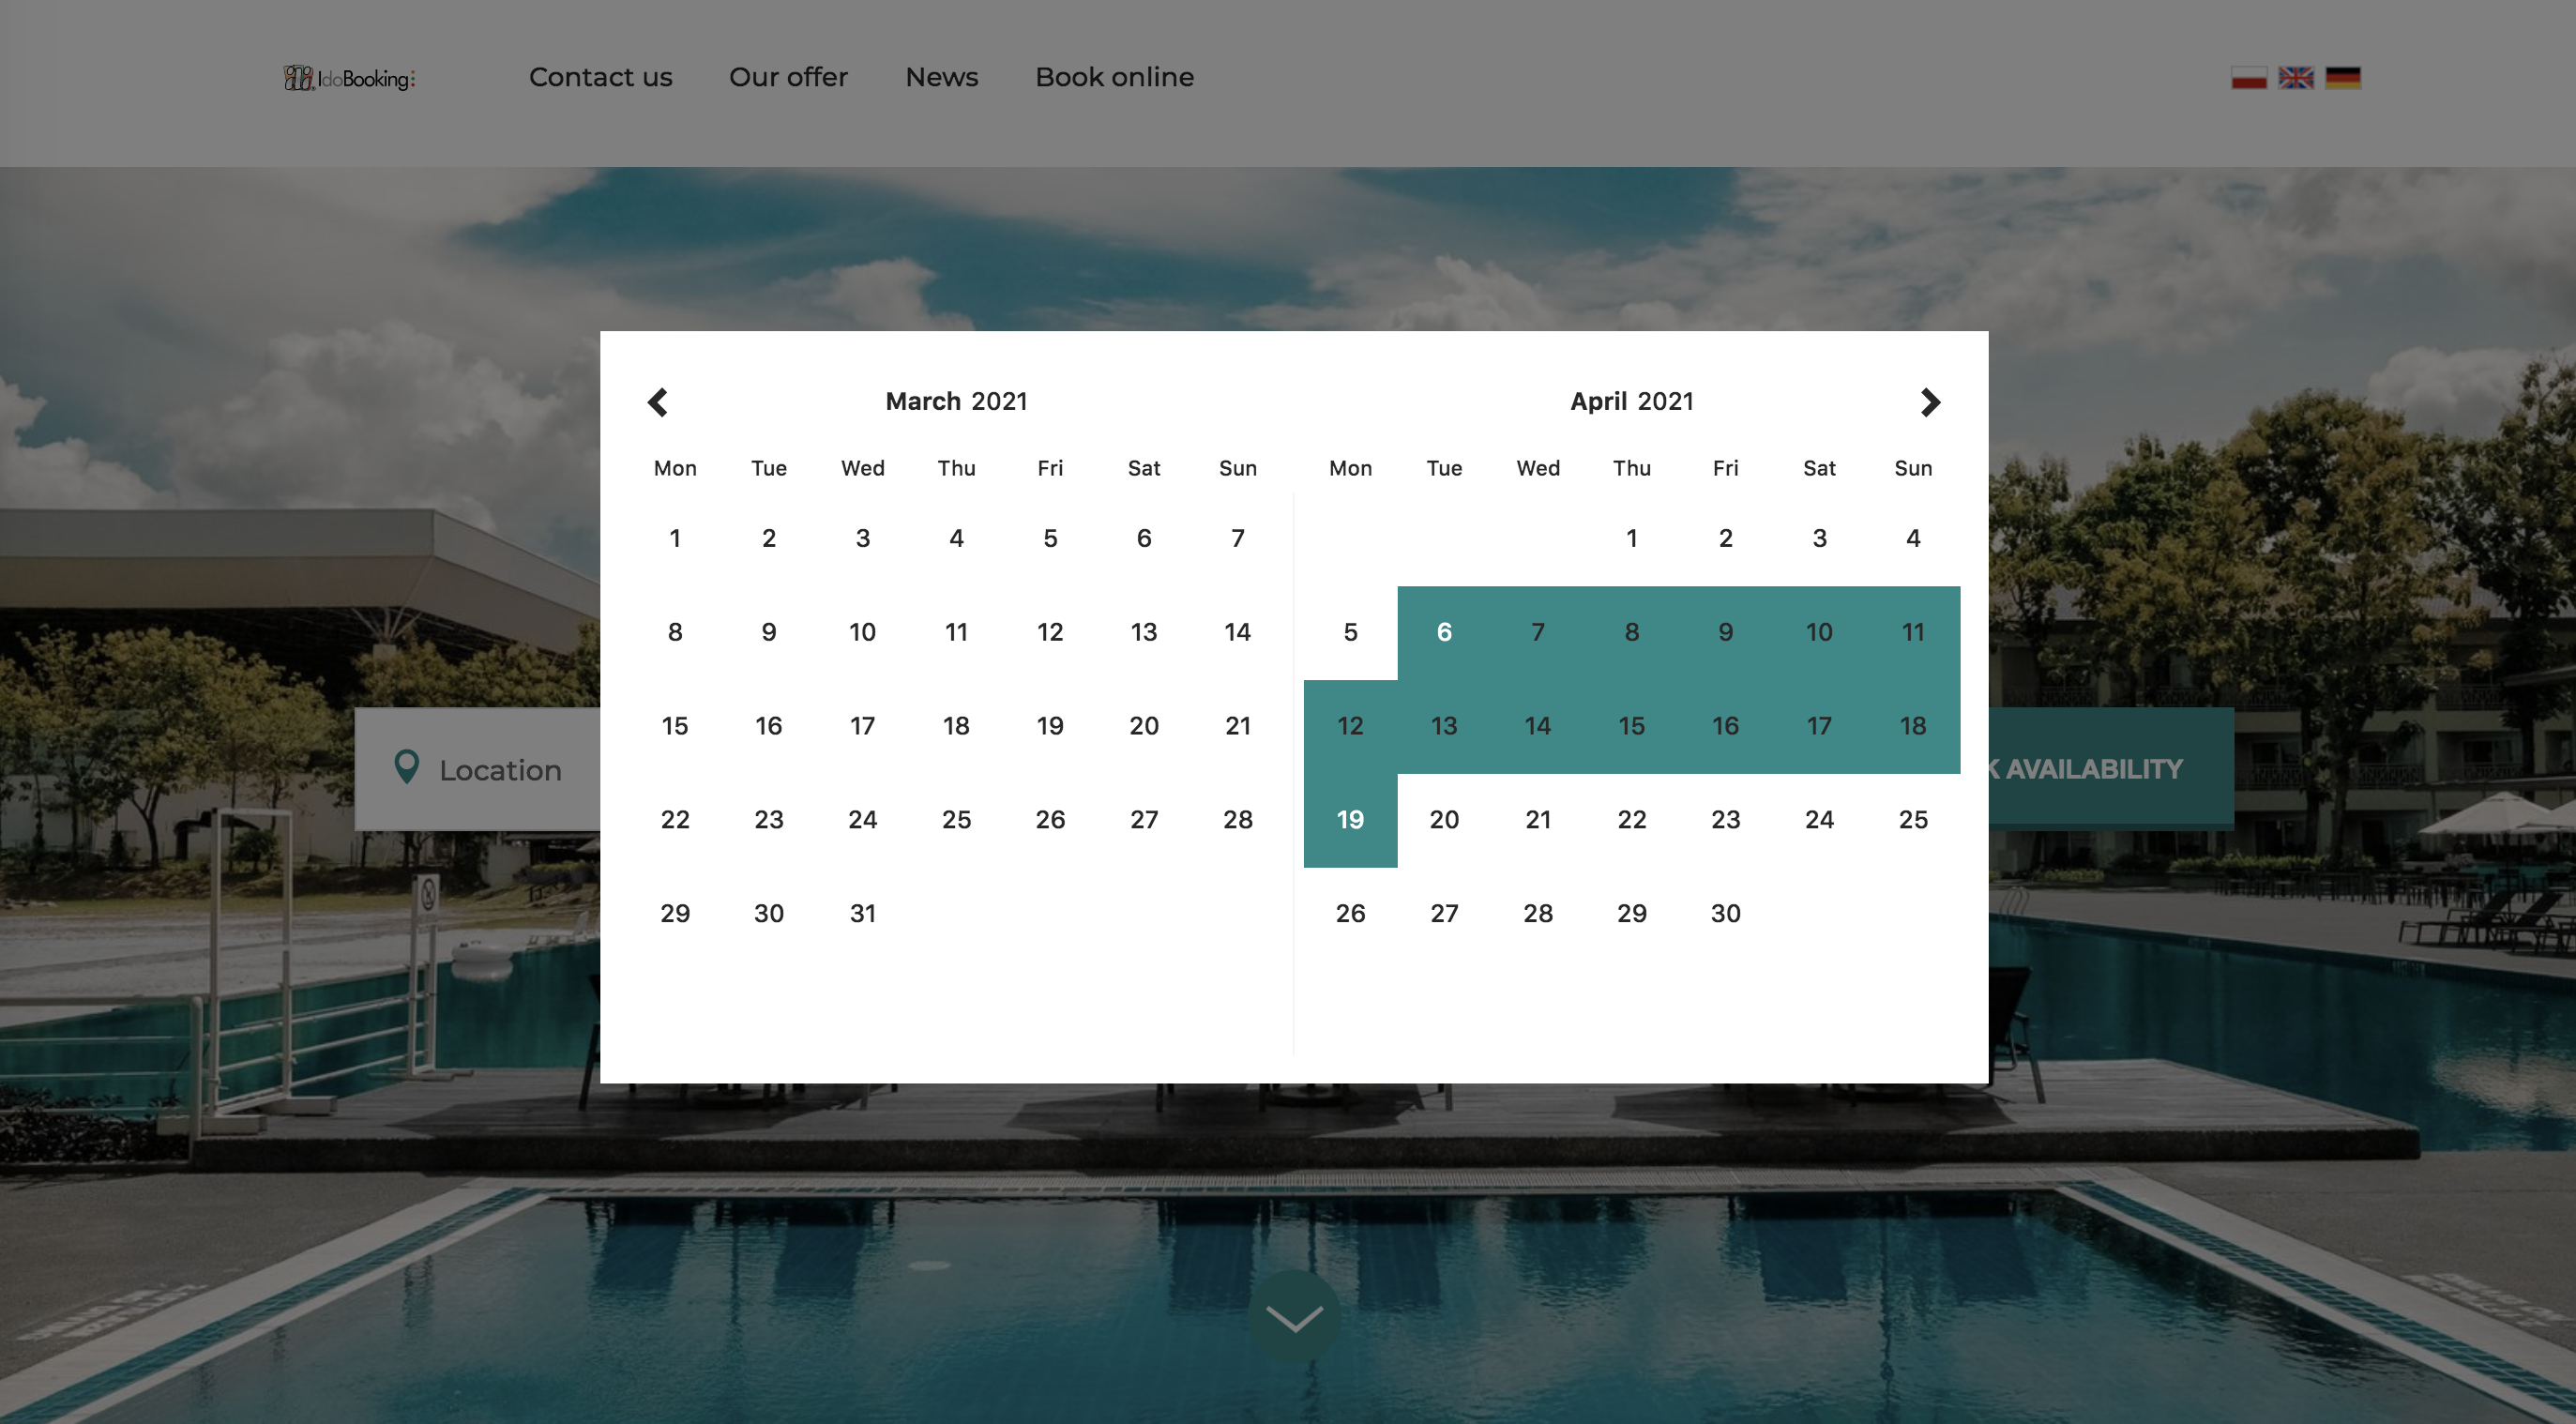 IdoBooking
Contact us
Our offer
News
Book online
March 2021
April 2021
Mon Tue Wed Thu Fri Sat Sun
Mon Tue Wed Thu Fri Sat Sun
1 2 3 4 5 6 7
1 2 3 4
8 9 10 11 12 13 14
5 6 7 8 9 10 11
15 16 17 18 19 20 21
12 13 14 15 16 17 18
22 23 24 25 26 27 28
19 20 21 22 23 24 25
29 30 31
26 27 28 29 30
Location
K AVAILABILITY